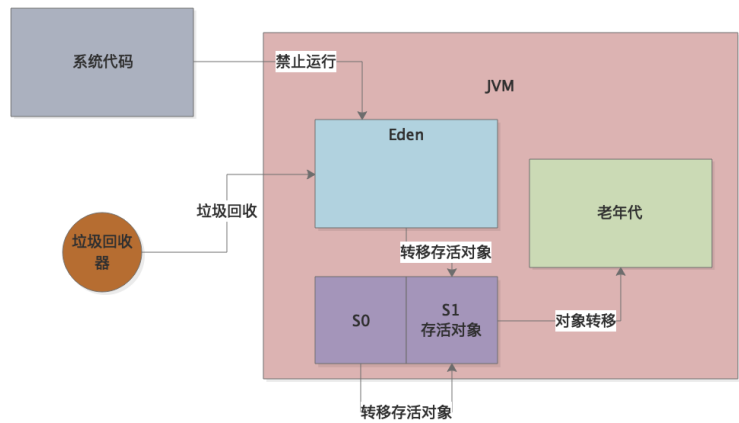 系统代码
禁止运行
JVM
Eden
老年代
垃圾回收
垃圾回收
器
转移存活对象
S0
S1
存活对象
对象转移
转移存活对象